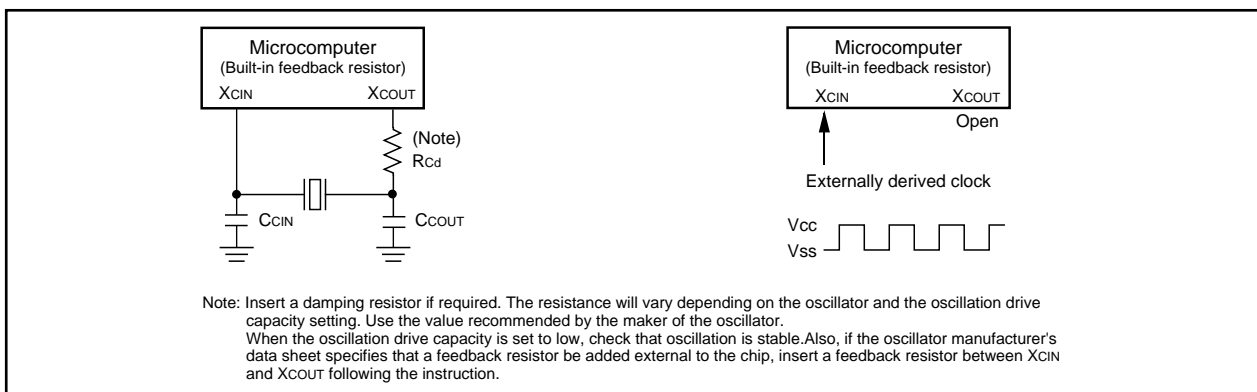 Microcomputer
(Built-in feedback resistor)
XCIN XCOUT
(Note)
RCd
CCIN CCOUT
Microcomputer
(Built-in feedback resistor)
XCIN XCOUT
Open
Externally derived clock
Vcc
Vss
Note: Insert a damping resistor if required. The resistance will vary depending on the oscillator and the oscillation drive
capacity setting. Use the value recommended by the maker of the oscillator.
When the oscillation drive capacity is set to low, check that oscillation is stable.Also, if the oscillator manufacturer's
data sheet specifies that a feedback resistor be added external to the chip, insert a feedback resistor between XCIN
and XCOUT following the instruction.